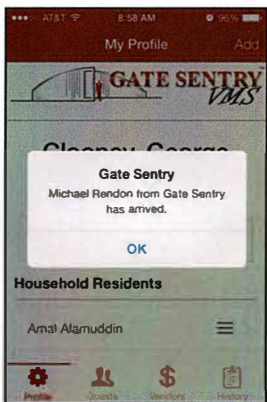 AT&T 8:58 AM 96%
My Profile Add
GATE SENTRY
VMS
Clooney, George
Gate Sentry
Michael Rendon from Gate Sentry
has arrived.
OK
Household Residents
Amal Alamuddin
Profile Guests Vendors History